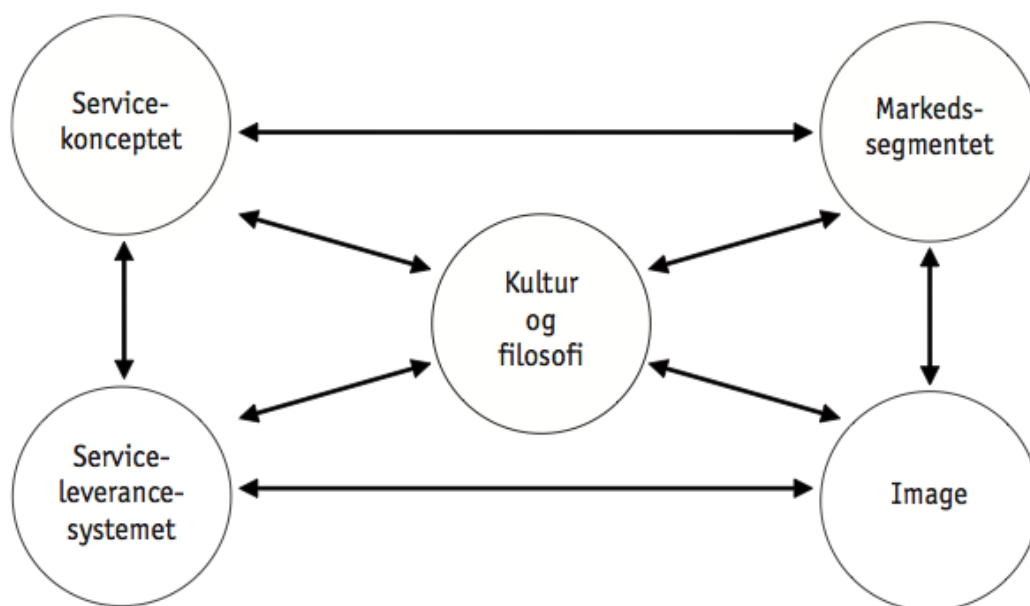 Service-
konceptet
Markeds-
segmentet
Kultur
og
filosofi
Service-
leverance-
systemet
Image